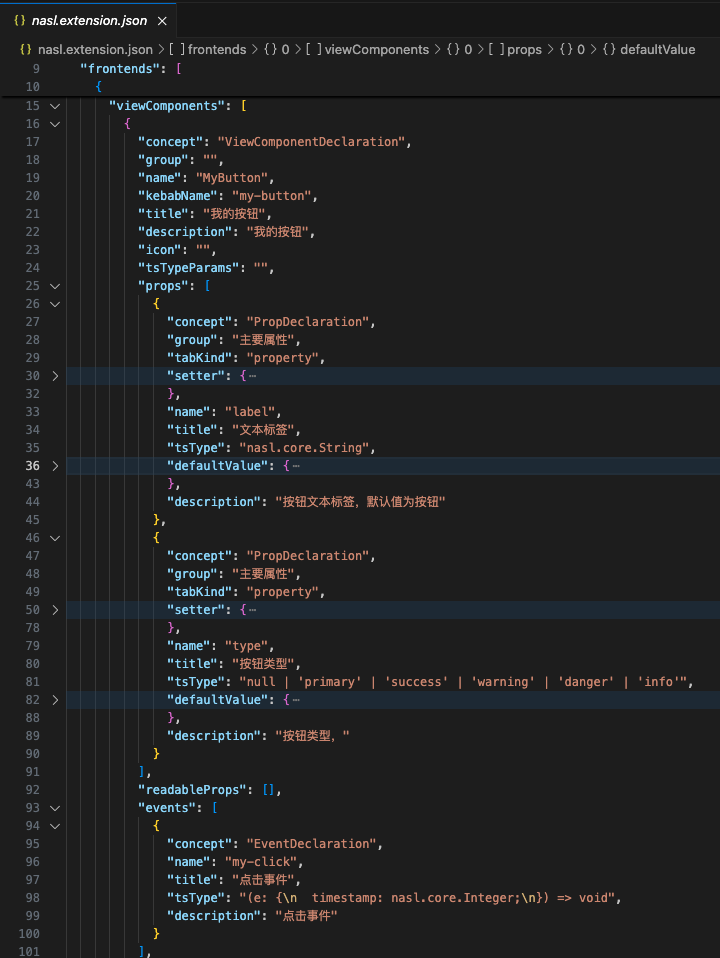 {} nasl.extension.json ×
{} nasl.extension.json > [ ] frontends > {} 0 > [ ] viewComponents > {} 0 > [ ] props > {} 0 > {} defaultValue
9 "frontends": [
10 {
15 "viewComponents": [
16 {
17 "concept": "ViewComponentDeclaration",
18 "group": "",
19 "name": "MyButton",
20 "kebabName": "my-button",
21 "title": "我的按钮",
22 "description": "我的按钮",
23 "icon": "",
24 "tsTypeParams": "",
25 "props": [
26 {
27 "concept": "PropDeclaration",
28 "group": "主要属性",
29 "tabKind": "property",
30 "setter": {⋯
32 },
33 "name": "label",
34 "title": "文本标签",
35 "tsType": "nasl.core.String",
36 "defaultValue": {⋯
43 },
44 "description": "按钮文本标签，默认值为按钮"
45 },
46 {
47 "concept": "PropDeclaration",
48 "group": "主要属性",
49 "tabKind": "property",
50 "setter": {⋯
78 },
79 "name": "type",
80 "title": "按钮类型",
81 "tsType": "null | 'primary' | 'success' | 'warning' | 'danger' | 'info'",
82 "defaultValue": {⋯
88 },
89 "description": "按钮类型，"
90 }
91 ],
92 "readableProps": [],
93 "events": [
94 {
95 "concept": "EventDeclaration",
96 "name": "my-click",
97 "title": "点击事件",
98 "tsType": "(e: {\n  timestamp: nasl.core.Integer;\n}) => void",
99 "description": "点击事件"
100 }
101 ],